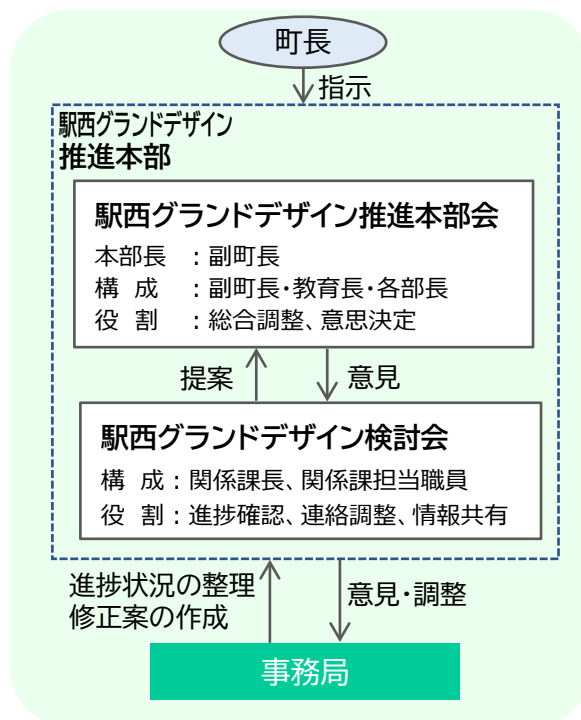 町長
指示
駅西グランドデザイン
推進本部
駅西グランドデザイン推進本部会
本部長 ：副町長
構 成 ：副町長・教育長・各部長
役 割 ：総合調整、意思決定
提案
意見
駅西グランドデザイン検討会
構 成：関係課長、関係課担当職員
役 割：進捗確認、連絡調整、情報共有
進捗状況の整理
修正案の作成
意見・調整
事務局